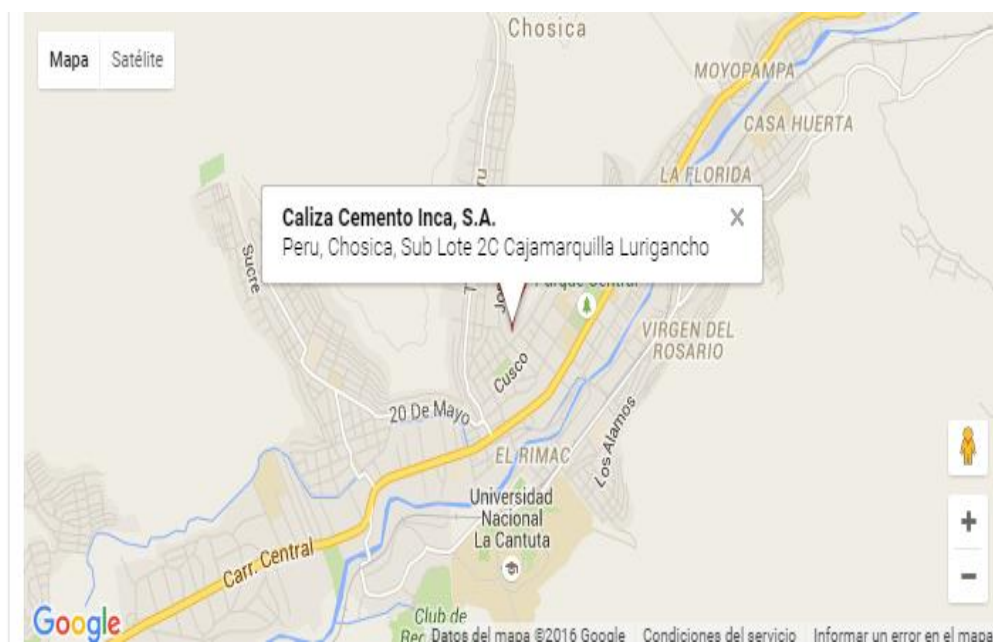 Chosica
Mapa Satélite
MOYOPAMPA
CASA HUERTA
LA FLORIDA
Caliza Cemento Inca, S.A.
Peru, Chosica, Sub Lote 2C Cajamarquilla Lurigancho
Sucre
Parque Central
VIRGEN DEL
ROSARIO
Cusco
20 De Mayo
EL RIMAC
Los Alamos
Universidad
Nacional
La Cantuta
Carr. Central
Club de
Google
Datos del mapa ©2016 Google Condiciones del servicio Informar un error en el mapa